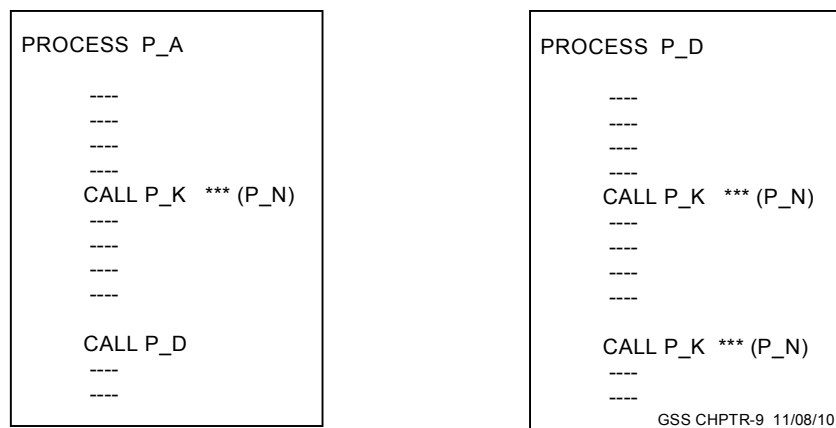 PROCESS P_A
----
----
----
----
CALL P_K *** (P_N)
----
----
----
----
CALL P_D
----
----
PROCESS P_D
----
----
----
----
CALL P_K *** (P_N)
----
----
----
----
CALL P_K *** (P_N)
----
----
GSS CHPTR-9 11/08/10